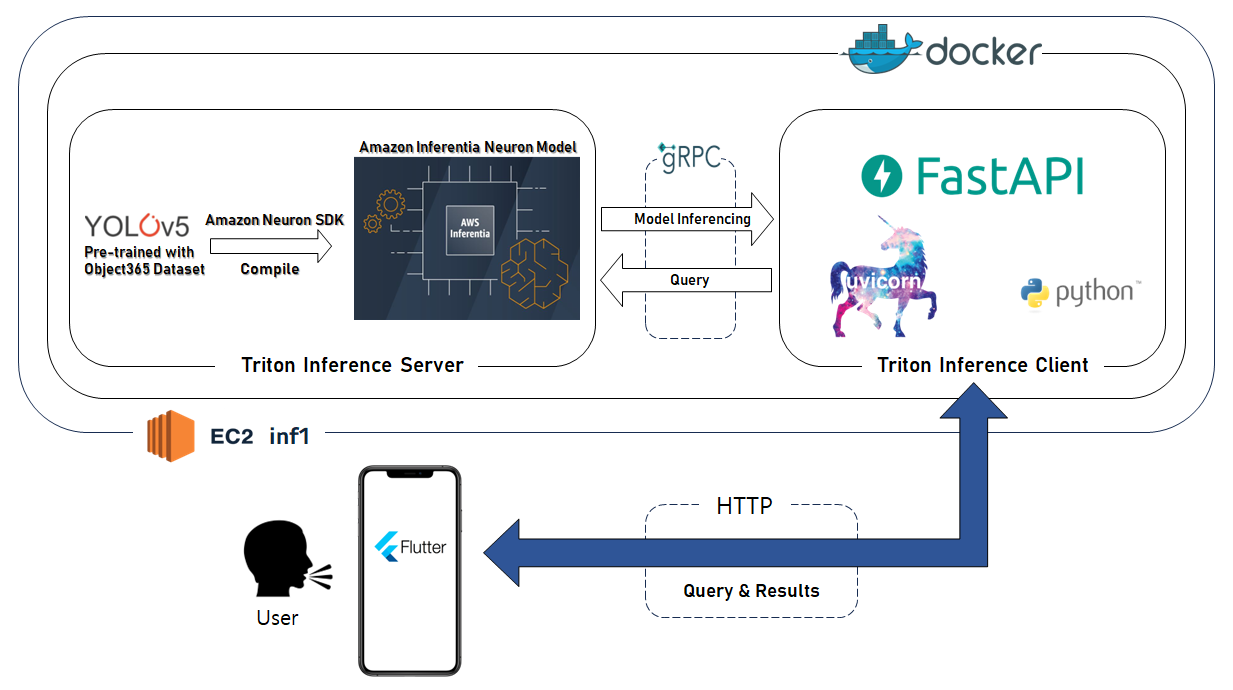 docker
Amazon Inferentia Neuron Model
gRPC
FastAPI
YOLOv5
Amazon Neuron SDK
AWS
Inferentia
Model Inferencing
Pre-trained with
Object365 Dataset
Compile
Query
uvicorn
python™
Triton Inference Server
Triton Inference Client
EC2 inf1
HTTP
Flutter
Query & Results
User